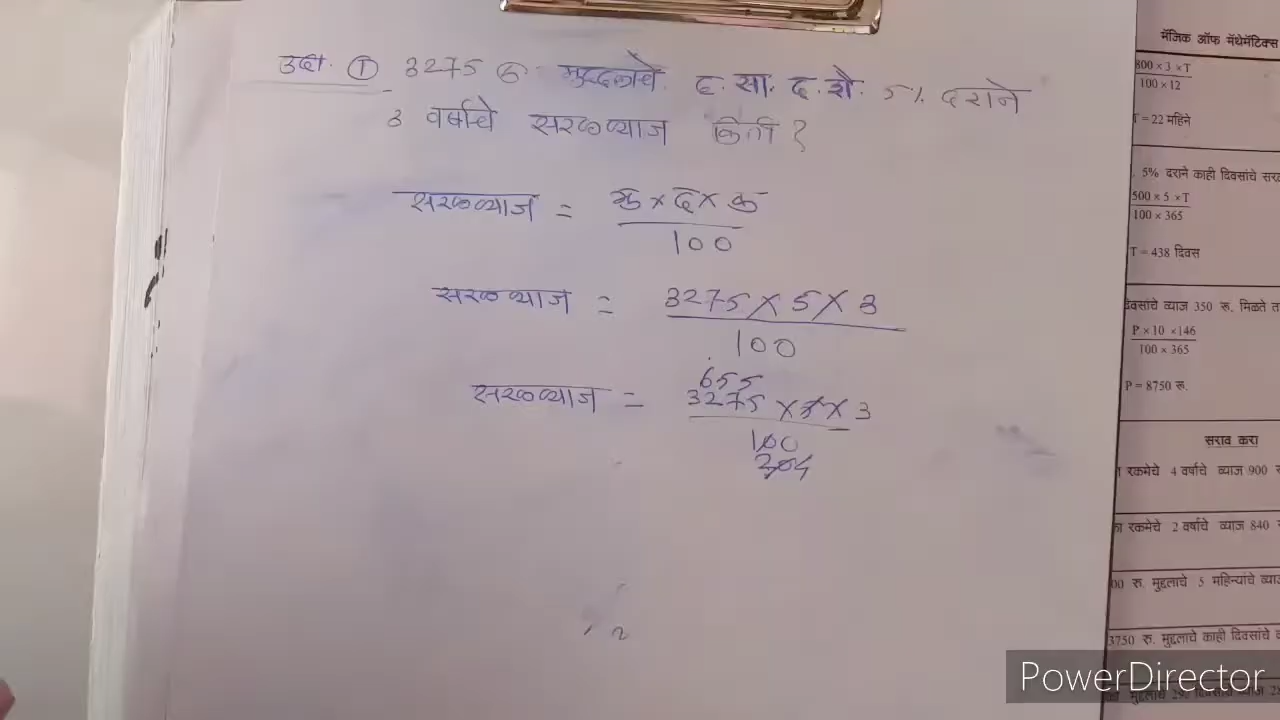 उदा. ① 3275 रु. मुद्दलाचे द. सा. द. शे. 5% दराने
3 वर्षाचे सरळव्याज किती?
सरळव्याज = मु × द × क
100
सरळव्याज = 3275 × 5 × 3
100
655
सरळव्याज = 3275 × 5 × 3
100
204
मॅजिक ऑफ मॅथेमॅटिक्स
800 × 3 × T
100 × 12
T = 22 महिने
5% दराने काही दिवसांचे सरळ
500 × 5 × T
100 × 365
T = 438 दिवस
दिवसांचे व्याज 350 रु. मिळते
P × 10 × 146
100 × 365
P = 8750 रु.
सराव करा
रकमेचे 4 वर्षाचे व्याज 900
रकमेचे 2 वर्षाचे व्याज 840
00 रु. मुद्दलाचे 5 महिन्यांचे
3750 रु. मुद्दलाचे काही दिवसांचे
PowerDirector